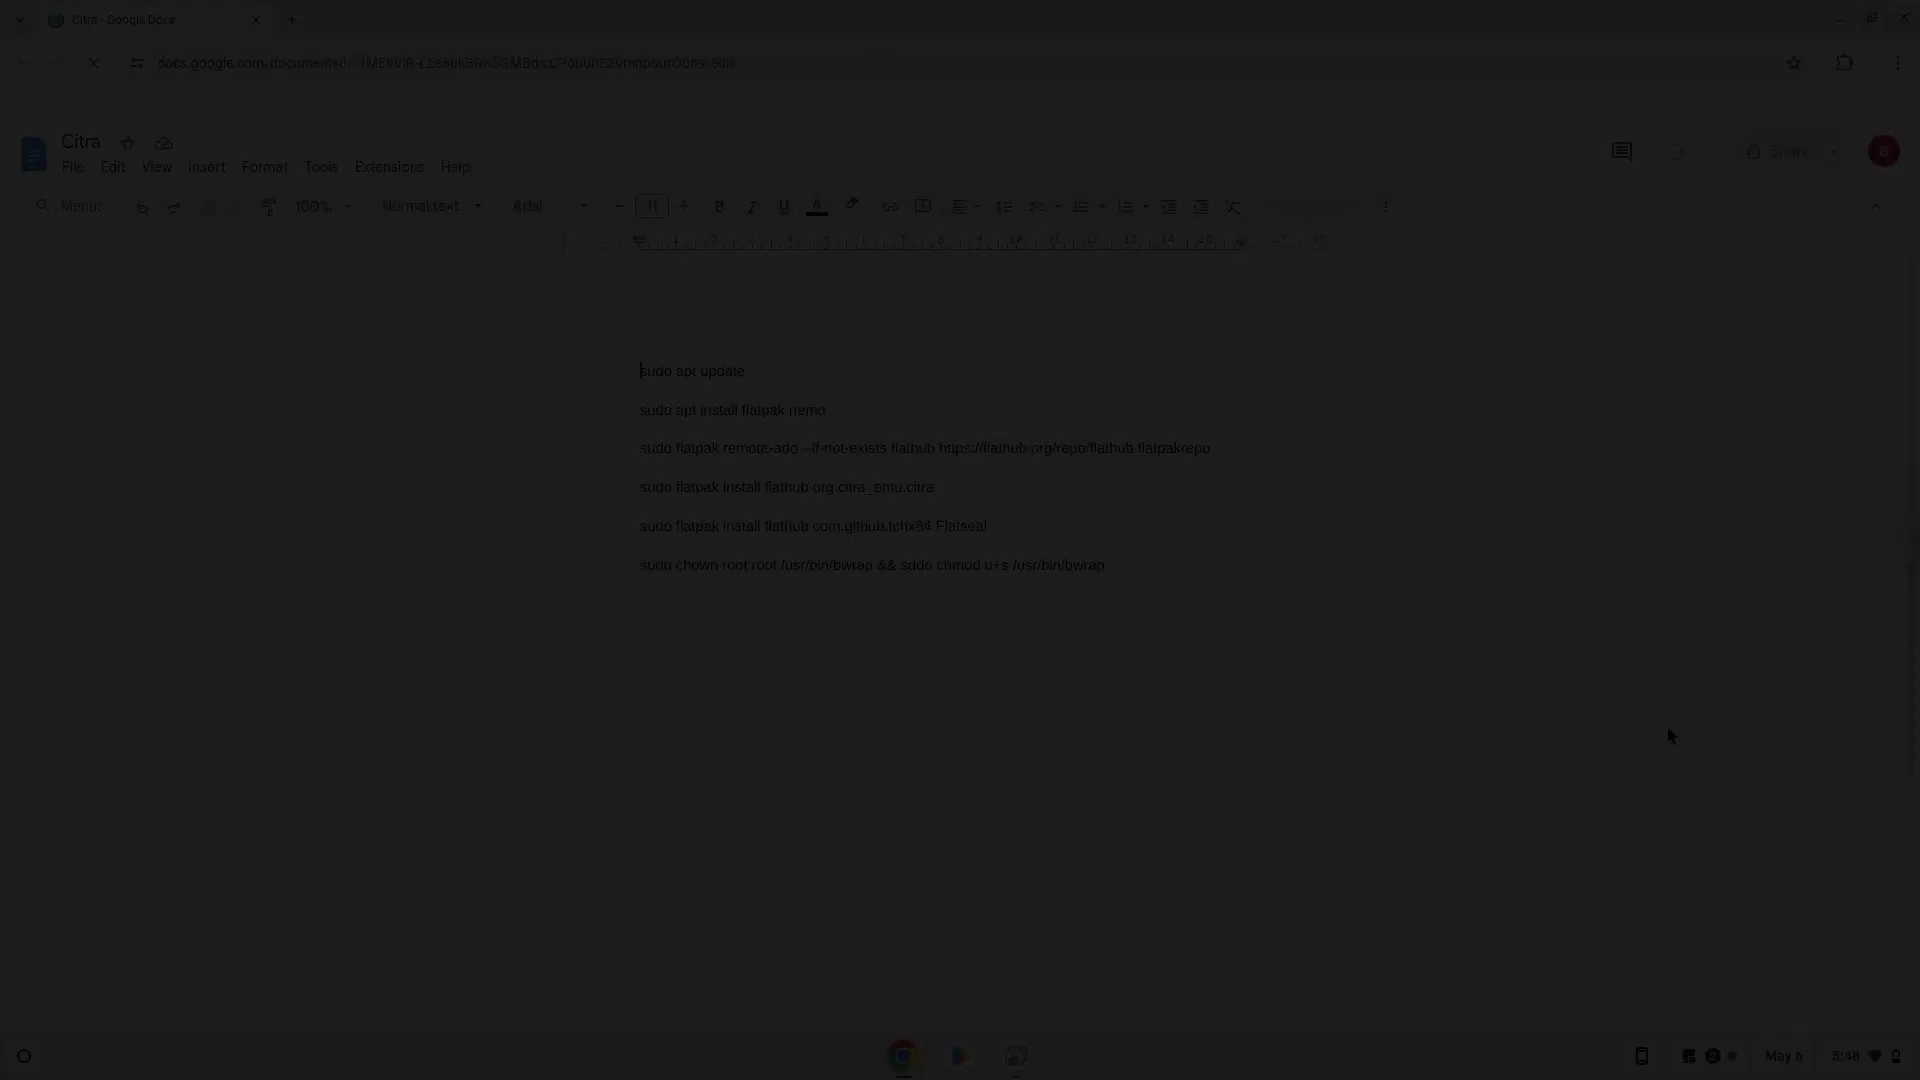 Citra - Google Docs
Citra
File Edit View Insert Format Tools Extensions Help
Share
Menus 100% Normal text Arial 11
sudo apt update
sudo apt install flatpak nemo
sudo flatpak remote-add --if-not-exists flathub https://flathub.org/repo/flathub.flatpakrepo
sudo flatpak install flathub org.citra_emu.citra
sudo flatpak install flathub com.github.tchx84.Flatseal
sudo chown root:root /usr/bin/bwrap && sudo chmod u+s /usr/bin/bwrap
May 6 5:48